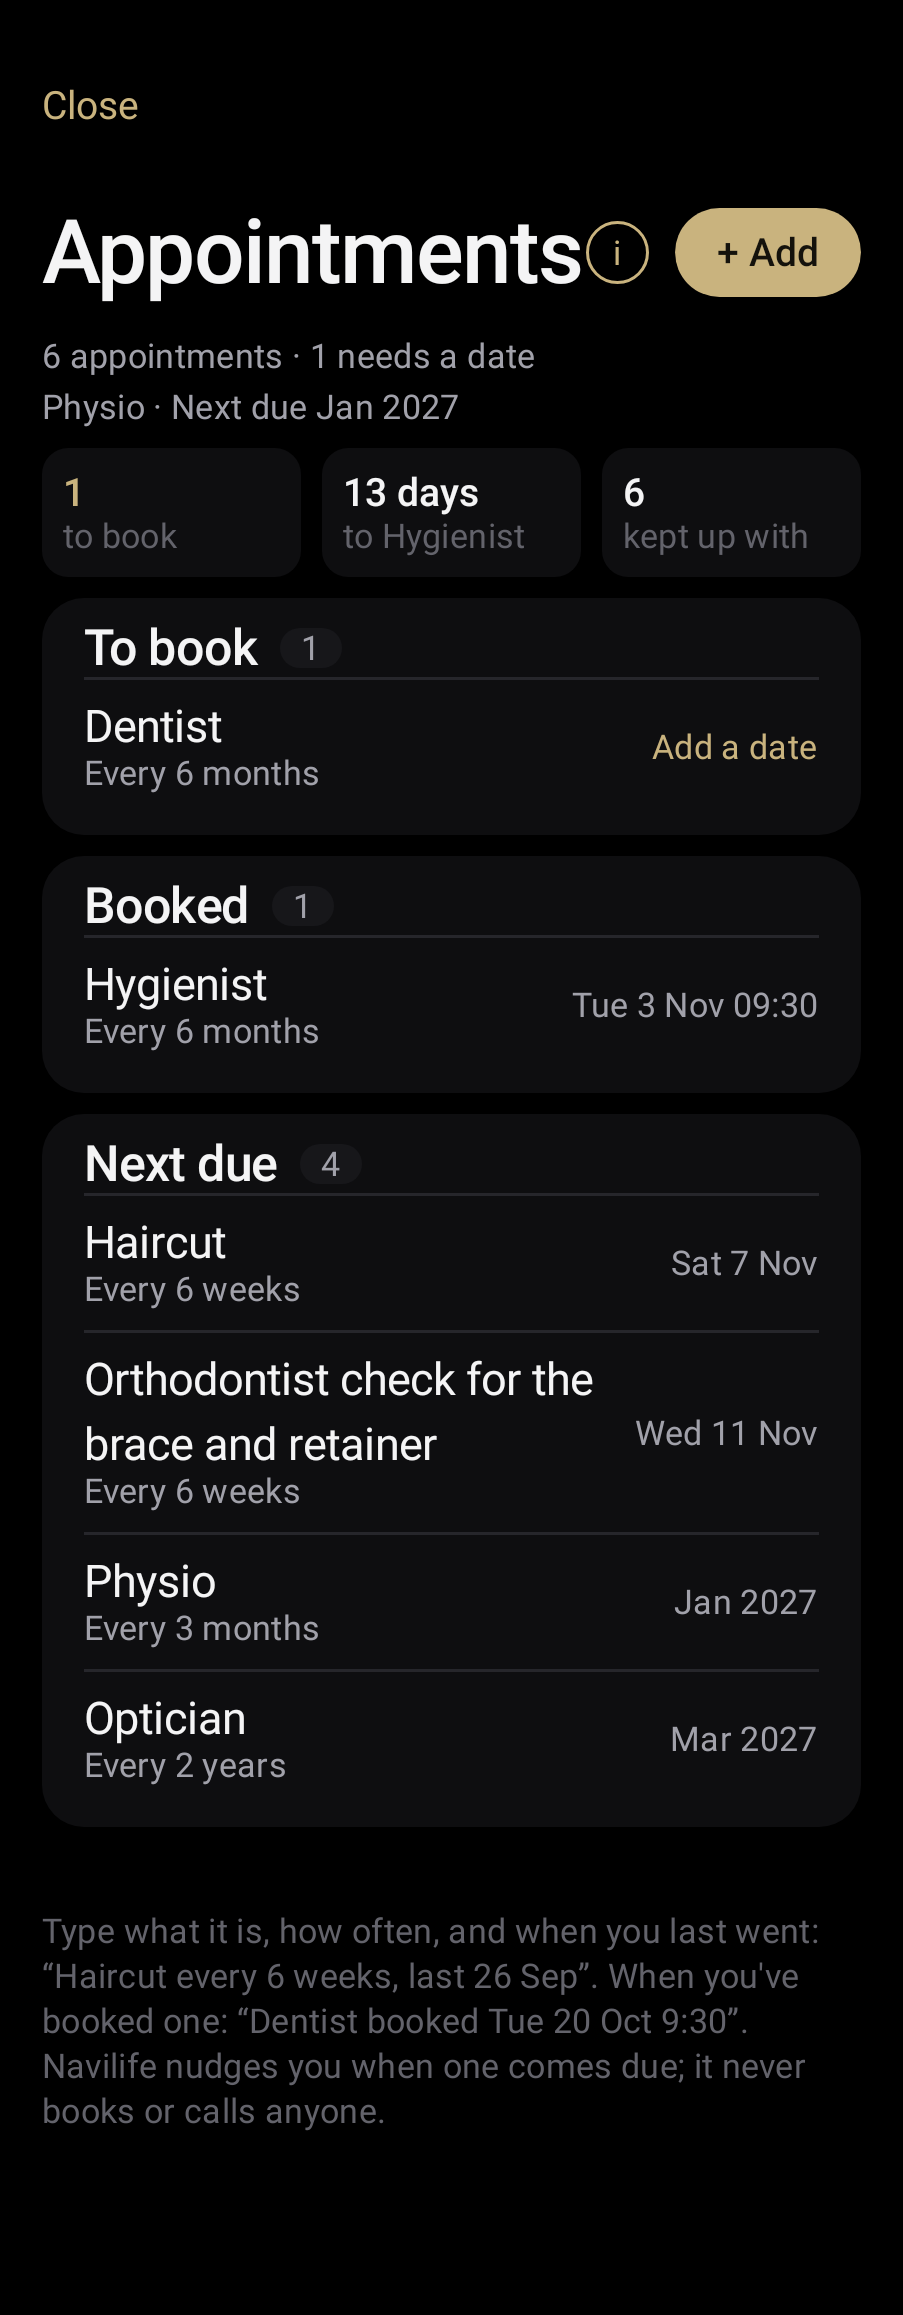 Close
Appointments
i
+ Add
6 appointments · 1 needs a date
Physio · Next due Jan 2027
1
to book
13 days
to Hygienist
6
kept up with
To book 1
Dentist
Every 6 months
Add a date
Booked 1
Hygienist
Every 6 months
Tue 3 Nov 09:30
Next due 4
Haircut
Every 6 weeks
Sat 7 Nov
Orthodontist check for the
brace and retainer
Every 6 weeks
Wed 11 Nov
Physio
Every 3 months
Jan 2027
Optician
Every 2 years
Mar 2027
Type what it is, how often, and when you last went:
“Haircut every 6 weeks, last 26 Sep”. When you've
booked one: “Dentist booked Tue 20 Oct 9:30”.
Navilife nudges you when one comes due; it never
books or calls anyone.